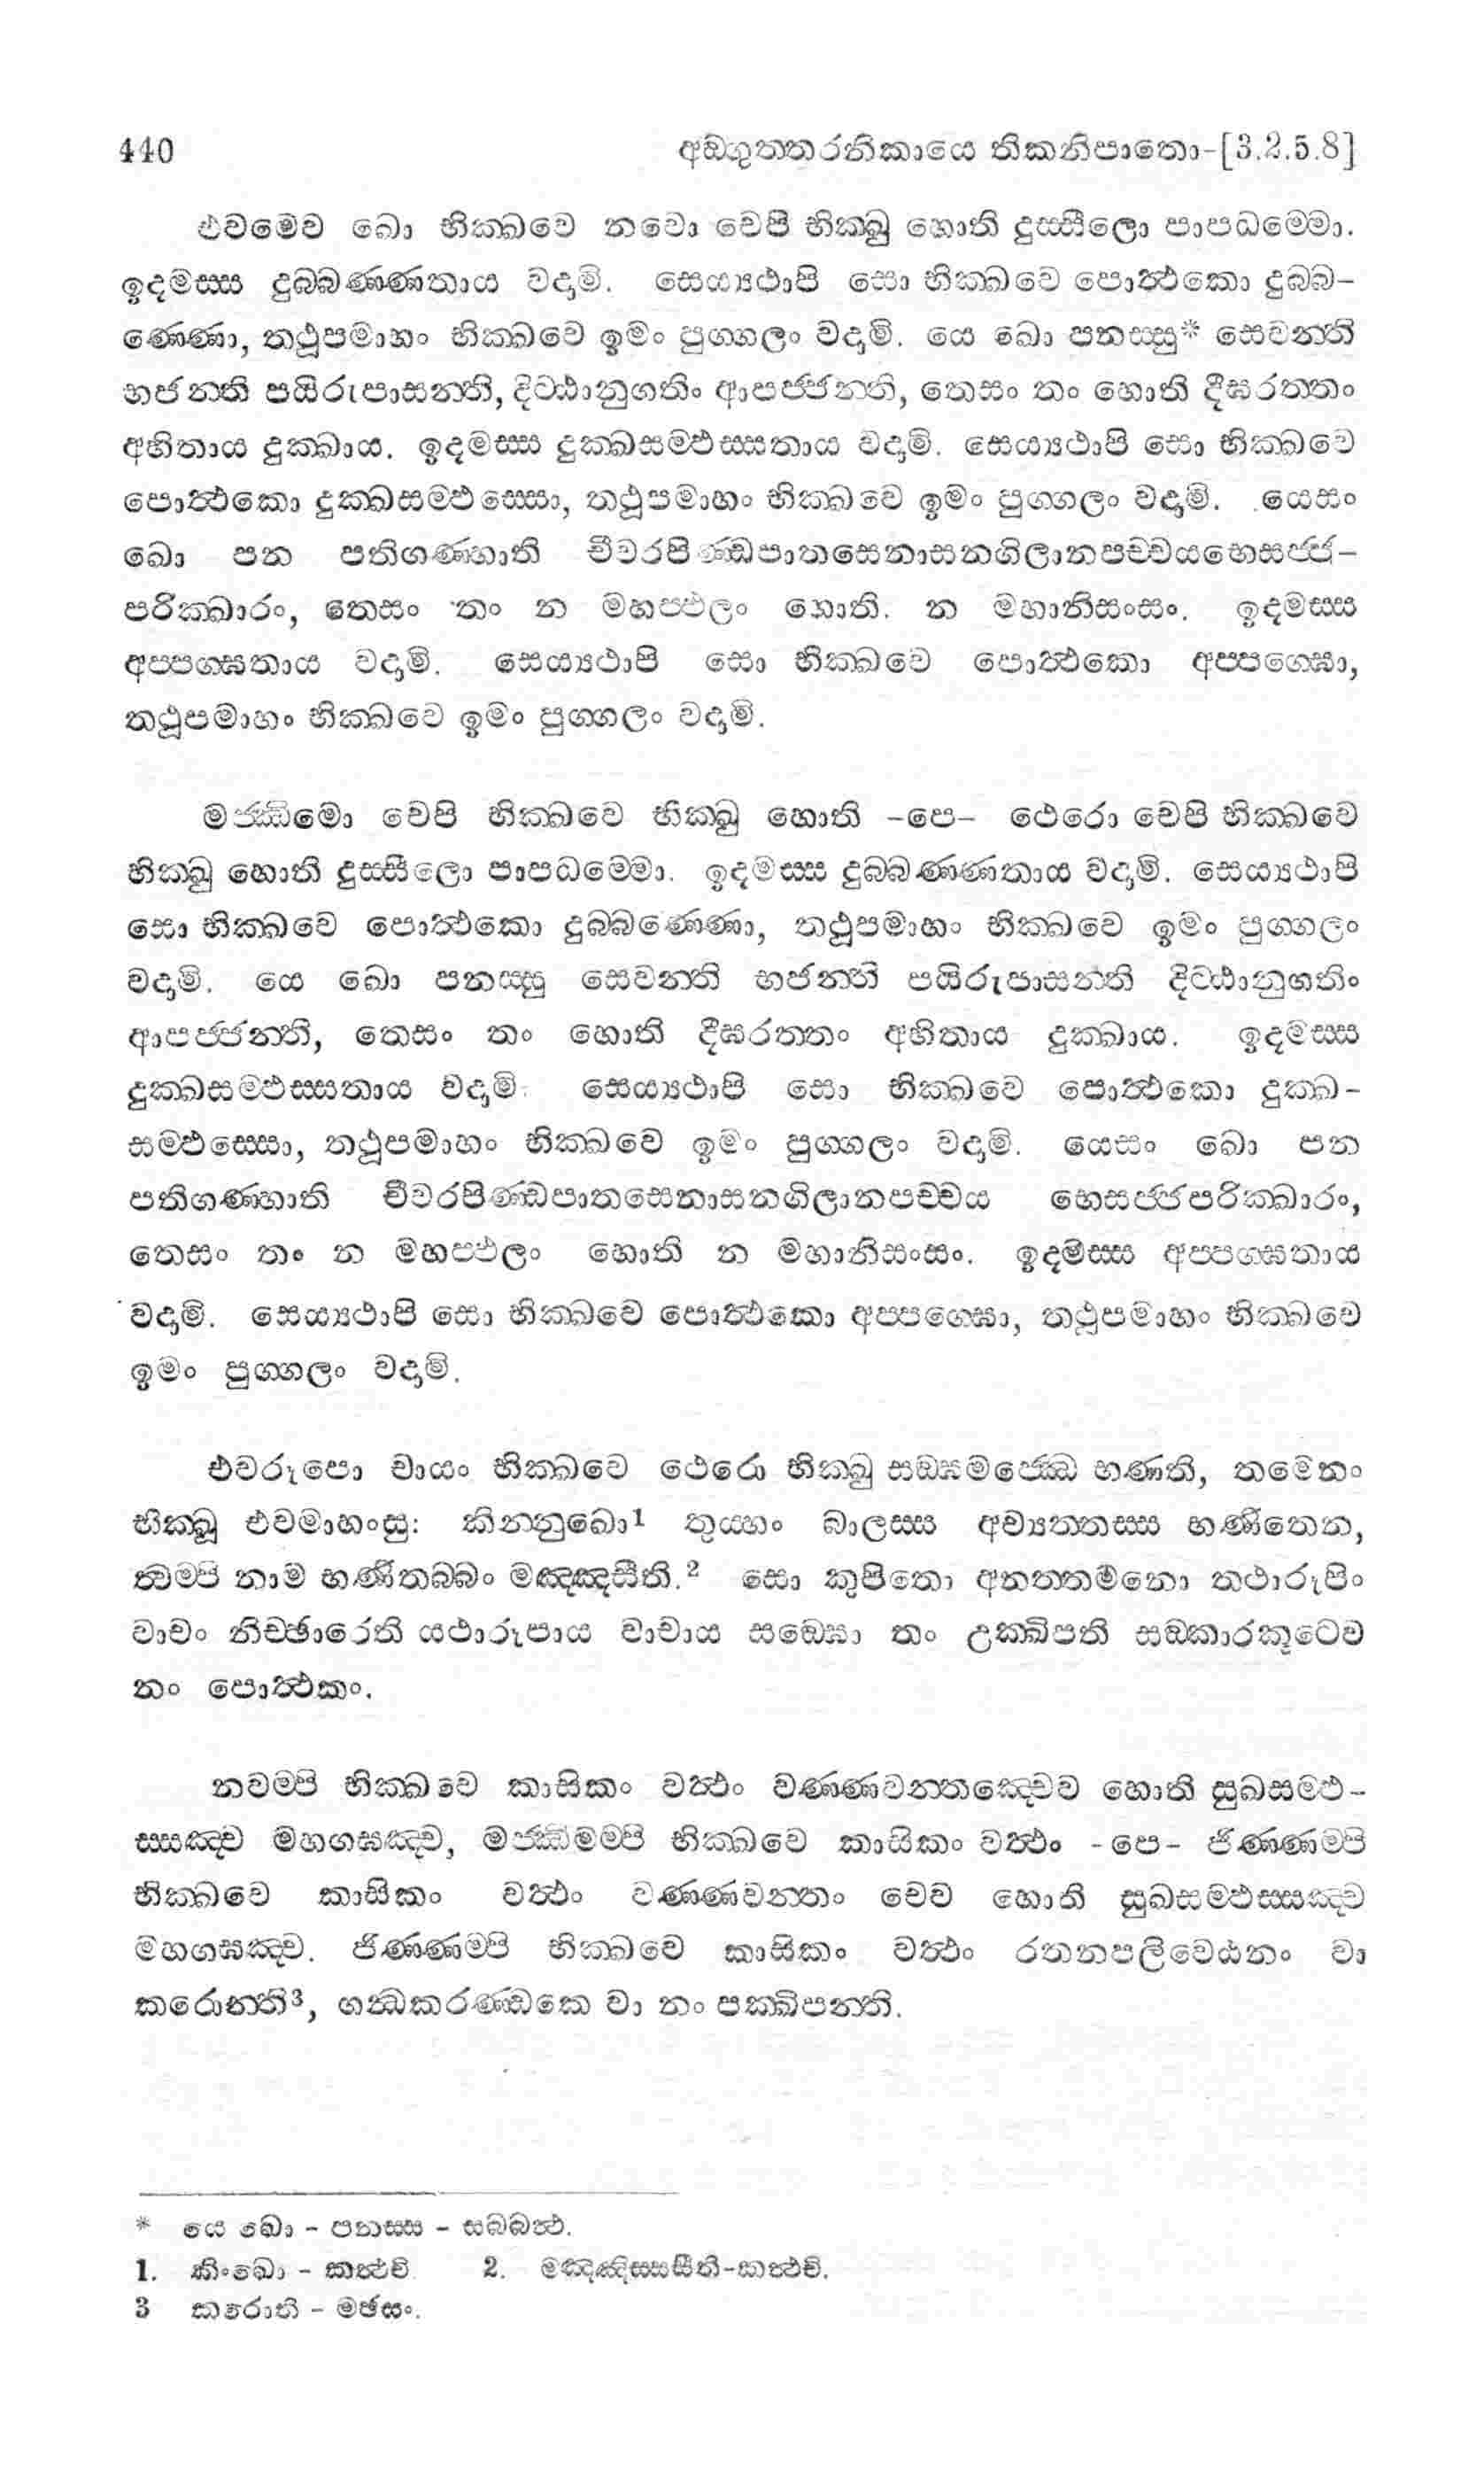 440 අඞ්ගුත්තරනිකායෙ තිකනිපාතො-[3.2.5.8]
එවමෙව ඛො භික්ඛවෙ නවො චෙපි භික්ඛු හොති දුස්සීලො පාපධම්මො.
ඉදමස්ස දුබ්බණ්ණතාය වදාමි. සෙය්‍යථාපි සො භික්ඛවෙ පොත්‍ථකො දුබ්බ-
ණ්ණො, තථූපමාහං භික්ඛවෙ ඉමං පුග්ගලං වදාමි. යෙ ඛො පනස්සු* සෙවන්ති
භජන්ති පයිරුපාසන්ති, දිට්ඨානුගතිං ආපජ්ජන්ති, තෙසං තං හොති දීඝරත්තං
අහිතාය දුක්ඛාය. ඉදමස්ස දුක්ඛසම්ඵස්සතාය වදාමි. සෙය්‍යථාපි සො භික්ඛවෙ
පොත්‍ථකො දුක්ඛසම්ඵස්සො, තථූපමාහං භික්ඛවෙ ඉමං පුග්ගලං වදාමි. යෙසං
ඛො පන පතිගණ්හාති චීවරපිණ්ඩපාතසෙනාසනගිලානපච්චයභෙසජ්ජ-
පරික්ඛාරං, තෙසං තං න මහප්ඵලං හොති. න මහානිසංසං. ඉදමස්ස
අප්පග්ඝතාය වදාමි. සෙය්‍යථාපි සො භික්ඛවෙ පොත්‍ථකො අප්පග්ඝො,
තථූපමාහං භික්ඛවෙ ඉමං පුග්ගලං වදාමි.
මජ්ඣිමො චෙපි භික්ඛවෙ භික්ඛු හොති -පෙ- ථෙරො චෙපි භික්ඛවෙ
භික්ඛු හොති දුස්සීලො පාපධම්මො. ඉදමස්ස දුබ්බණ්ණතාය වදාමි. සෙය්‍යථාපි
සො භික්ඛවෙ පොත්‍ථකො දුබ්බණ්ණො, තථූපමාහං භික්ඛවෙ ඉමං පුග්ගලං
වදාමි. යෙ ඛො පනස්සු සෙවන්ති භජන්ති පයිරුපාසන්ති දිට්ඨානුගතිං
ආපජ්ජන්ති, තෙසං තං හොති දීඝරත්තං අහිතාය දුක්ඛාය. ඉදමස්ස
දුක්ඛසම්ඵස්සතාය වදාමි. සෙය්‍යථාපි සො භික්ඛවෙ පොත්‍ථකො දුක්ඛ-
සම්ඵස්සො, තථූපමාහං භික්ඛවෙ ඉමං පුග්ගලං වදාමි. යෙසං ඛො පන
පතිගණ්හාති චීවරපිණ්ඩපාතසෙනාසනගිලානපච්චය භෙසජ්ජපරික්ඛාරං,
තෙසං තං න මහප්ඵලං හොති න මහානිසංසං. ඉදමස්ස අප්පග්ඝතාය
වදාමි. සෙය්‍යථාපි සො භික්ඛවෙ පොත්‍ථකො අප්පග්ඝො, තථූපමාහං භික්ඛවෙ
ඉමං පුග්ගලං වදාමි.
එවරූපො චායං භික්ඛවෙ ථෙරො භික්ඛු සඞ්ඝමජ්ඣෙ භණති, තමෙනං
භික්ඛූ එවමාහංසු: කින්නුඛො1 තුය්හං බාලස්ස අව්‍යත්තස්ස භණිතෙන,
ත්‍වම්පි නාම භණිතබ්බං මඤ්ඤසීති.2 සො කුපිතො අනත්තමනො තථාරූපිං
වාචං නිච්ඡාරෙති යථාරූපාය වාචාය සඞ්ඝො තං උක්ඛිපති සඞ්කාරකූටෙව
නං පොත්‍ථකං.
නවම්පි භික්ඛවෙ කාසිකං වත්‍ථං වණ්ණවන්තඤ්චෙව හොති සුඛසම්ඵ-
ස්සඤ්ච මහග්ඝඤ්ච, මජ්ඣිමම්පි භික්ඛවෙ කාසිකං වත්‍ථං -පෙ- ජිණ්ණම්පි
භික්ඛවෙ කාසිකං වත්‍ථං වණ්ණවන්තං චෙව හොති සුඛසම්ඵස්සඤ්ච
මහග්ඝඤ්ච. ජිණ්ණම්පි භික්ඛවෙ කාසිකං වත්‍ථං රතනපලිවෙඨනං වා
කරොන්ති3, ගන්‍ධකරණ්ඩකෙ වා නං පක්ඛිපන්ති.
* යෙ ඛො - පනස්ස - සබ්බත්‍ථ.
1. කිංඛො - කත්‍ථචි 2. මඤ්ඤිස්සසීති-කත්‍ථචි.
3 කරොති - මඡසං.